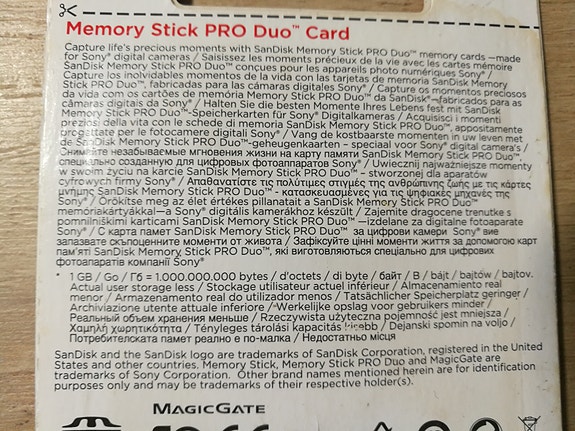 Memory Stick PRO Duo™ Card
Capture life's precious moments with SanDisk Memory Stick PRO Duo™ memory cards —made
for Sony® digital cameras / Saisissez les moments précieux de la vie avec les cartes mémoire
SanDisk Memory Stick PRO Duo™ conçues pour les appareils photo numériques Sony® /
Capture los inolvidables momentos de la vida con las tarjetas de memoria SanDisk Memory
Stick PRO Duo™, fabricadas para las cámaras digitales Sony® / Capture os momentos preciosos
da vida com os cartões de memória Memory Stick PRO Duo™ da SanDisk®—fabricados para as
câmaras digitais da Sony® / Halten Sie die besten Momente Ihres Lebens fest mit SanDisk
Memory Stick PRO Duo™-Speicherkarten für Sony® Digitalkameras / Acquisisci i momenti
preziosi della vita con le schede di memoria SanDisk Memory Stick PRO Duo™, appositamente
progettate per le fotocamere digitali Sony® / Vang de kostbaarste momenten in uw leven met
de SanDisk Memory Stick PRO Duo™-geheugenkaarten - speciaal voor Sony® digital camera's /
Снимайте незабываемые мгновения жизни на карту памяти SanDisk Memory Stick PRO Duo™,
специально созданную для цифровых фотоаппаратов Sony® / Uwiecznij najważniejsze momenty
w swoim życiu na karcie SanDisk Memory Stick PRO Duo™ - stworzonej dla aparatów
cyfrowych firmy Sony® / Απαθανατίστε τις πολύτιμες στιγμές της ανθρώπινης ζωής με τις κάρτες
μνήμης SanDisk Memory Stick PRO Duo™ - κατασκευασμένες για τις ψηφιακές μηχανές της
Sony® / Örökítse meg az élet értékes pillanatait a SanDisk Memory Stick PRO Duo™
memóriakártyákkal—a Sony® digitális kamerákhoz készült / Zajemite dragocene trenutke s
pomnilniškimi karticami SanDisk Memory Stick PRO Duo™ —izdelane za digitalne fotoaparate
Sony® / С карта памет SanDisk Memory Stick PRO Duo™ за цифрови камери Sony® вие
запазвате скъпоценните моменти от живота / Зафіксуйте цінні моменти життя за допомогою карт
пам'яті SanDisk Memory Stick PRO Duo™, які виготовляються спеціально для цифрових
фотоапаратів компанії Sony®
* 1 GB / Go / Гб = 1.000.000.000 bytes / d'octets / di byte / байт / B / bájt / bajtów / bajtov.
Actual user storage less / Stockage utilisateur actuel inférieur / Almacenamiento real
menor / Armazenamento real do utilizador menos / Tatsächlicher Speicherplatz geringer /
Archiviazione utente attuale inferiore / Werkelijke opslag voor gebruikers minder /
Реальный объем хранения меньше / Rzeczywista użyteczna pojemność jest mniejsza /
Χαμηλή χωρητικότητα / Tényleges tárolási kapacitás kisebb / Dejanski spomin na voljo /
Потребителската памет реално е по-малка / Недостатньо місця
SanDisk and the SanDisk logo are trademarks of SanDisk Corporation, registered in the United
States and other countries. Memory Stick, Memory Stick PRO Duo and MagicGate are
trademarks of Sony Corporation. Other brand names mentioned herein are for identification
purposes only and may be trademarks of their respective holder(s).
MAGICGATE